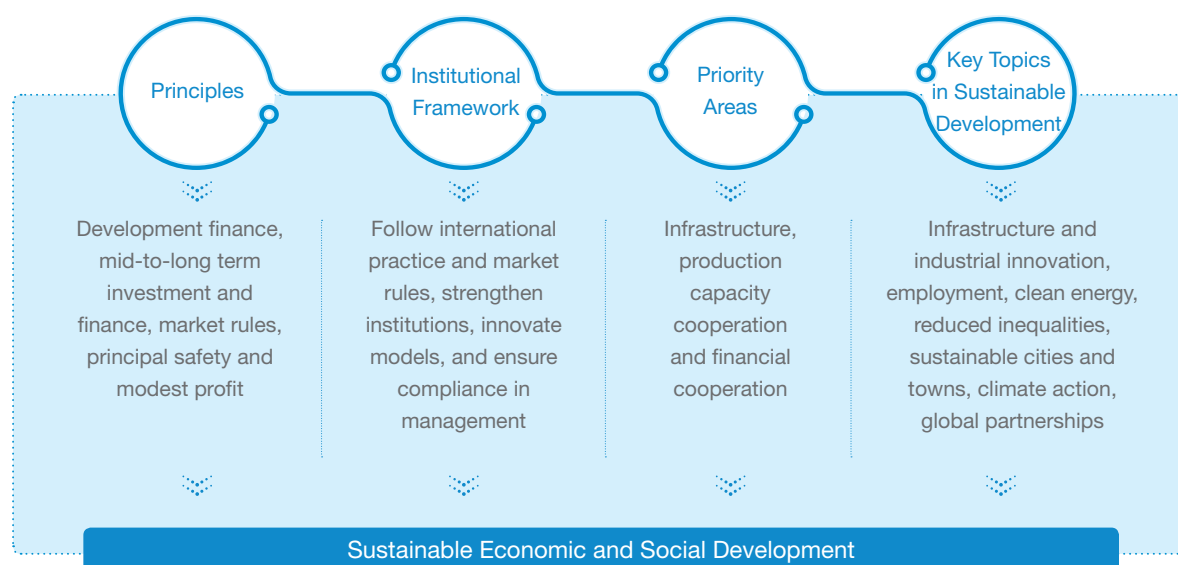 Principles
Institutional
Framework
Priority
Areas
Key Topics
in Sustainable
Development
Development finance,
mid-to-long term
investment and
finance, market rules,
principal safety and
modest profit
Follow international
practice and market
rules, strengthen
institutions, innovate
models, and ensure
compliance in
management
Infrastructure,
production
capacity
cooperation
and financial
cooperation
Infrastructure and
industrial innovation,
employment, clean energy,
reduced inequalities,
sustainable cities and
towns, climate action,
global partnerships
Sustainable Economic and Social Development